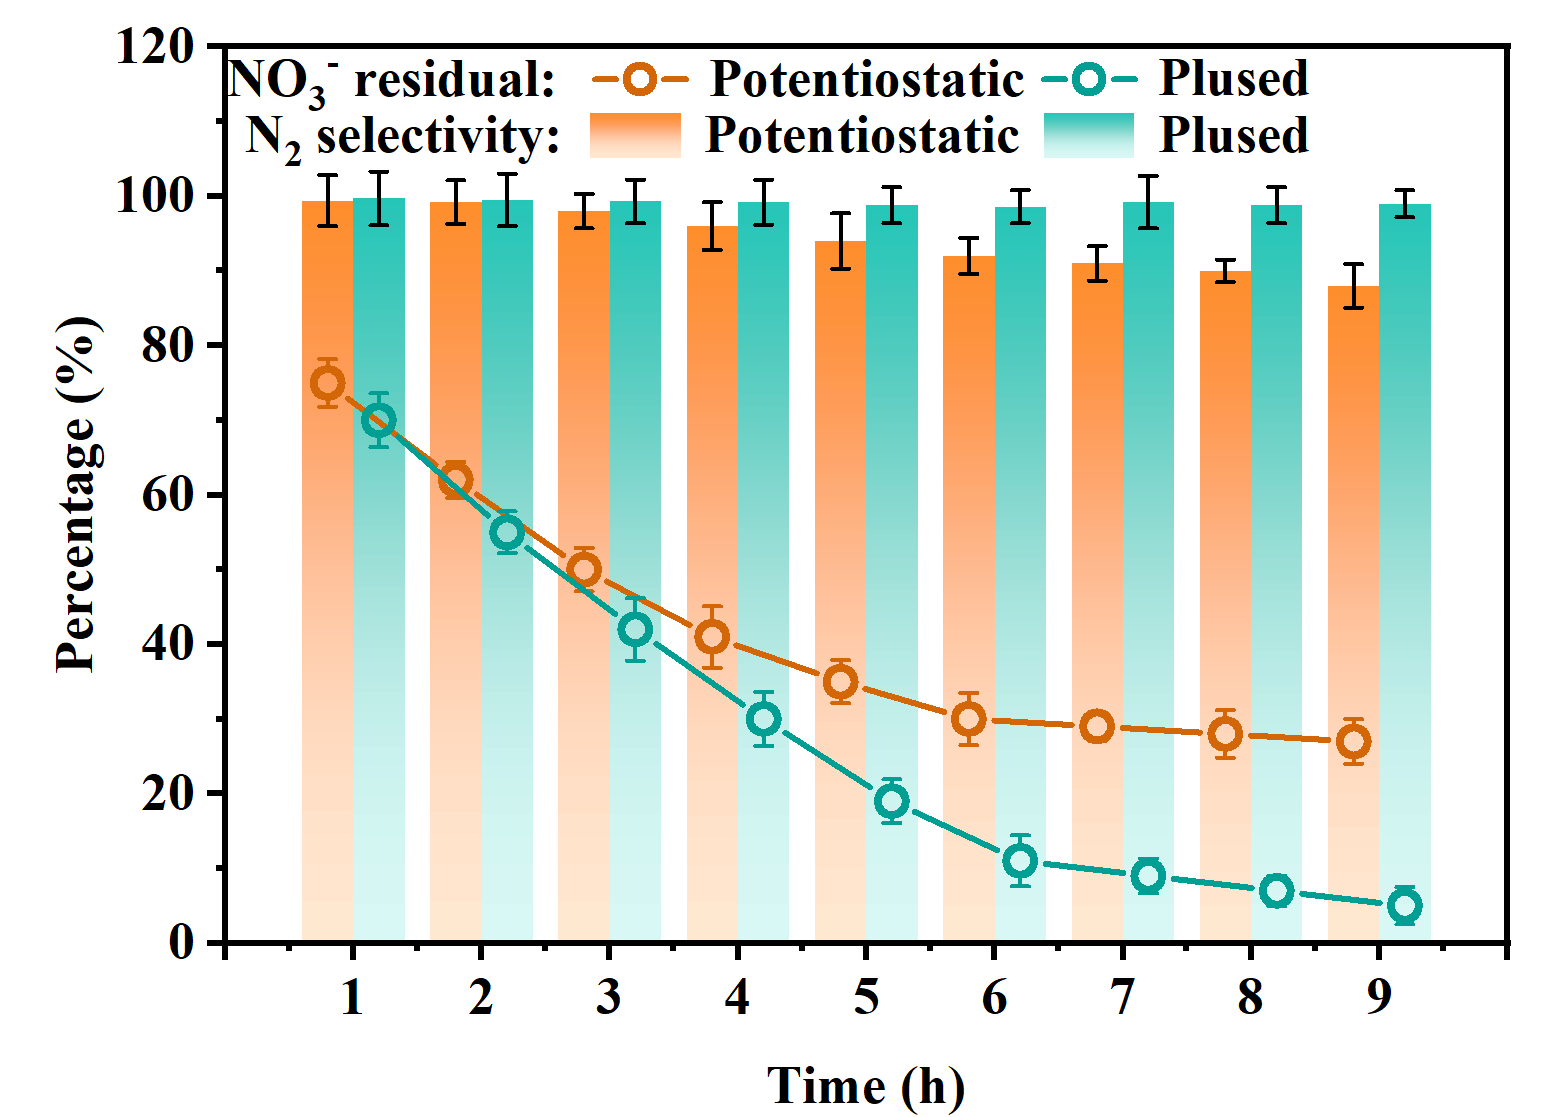 120
NO₃⁻ residual: Potentiostatic Plused
N₂ selectivity: Potentiostatic Plused
100
80
60
40
20
0
Percentage (%)
1 2 3 4 5 6 7 8 9
Time (h)